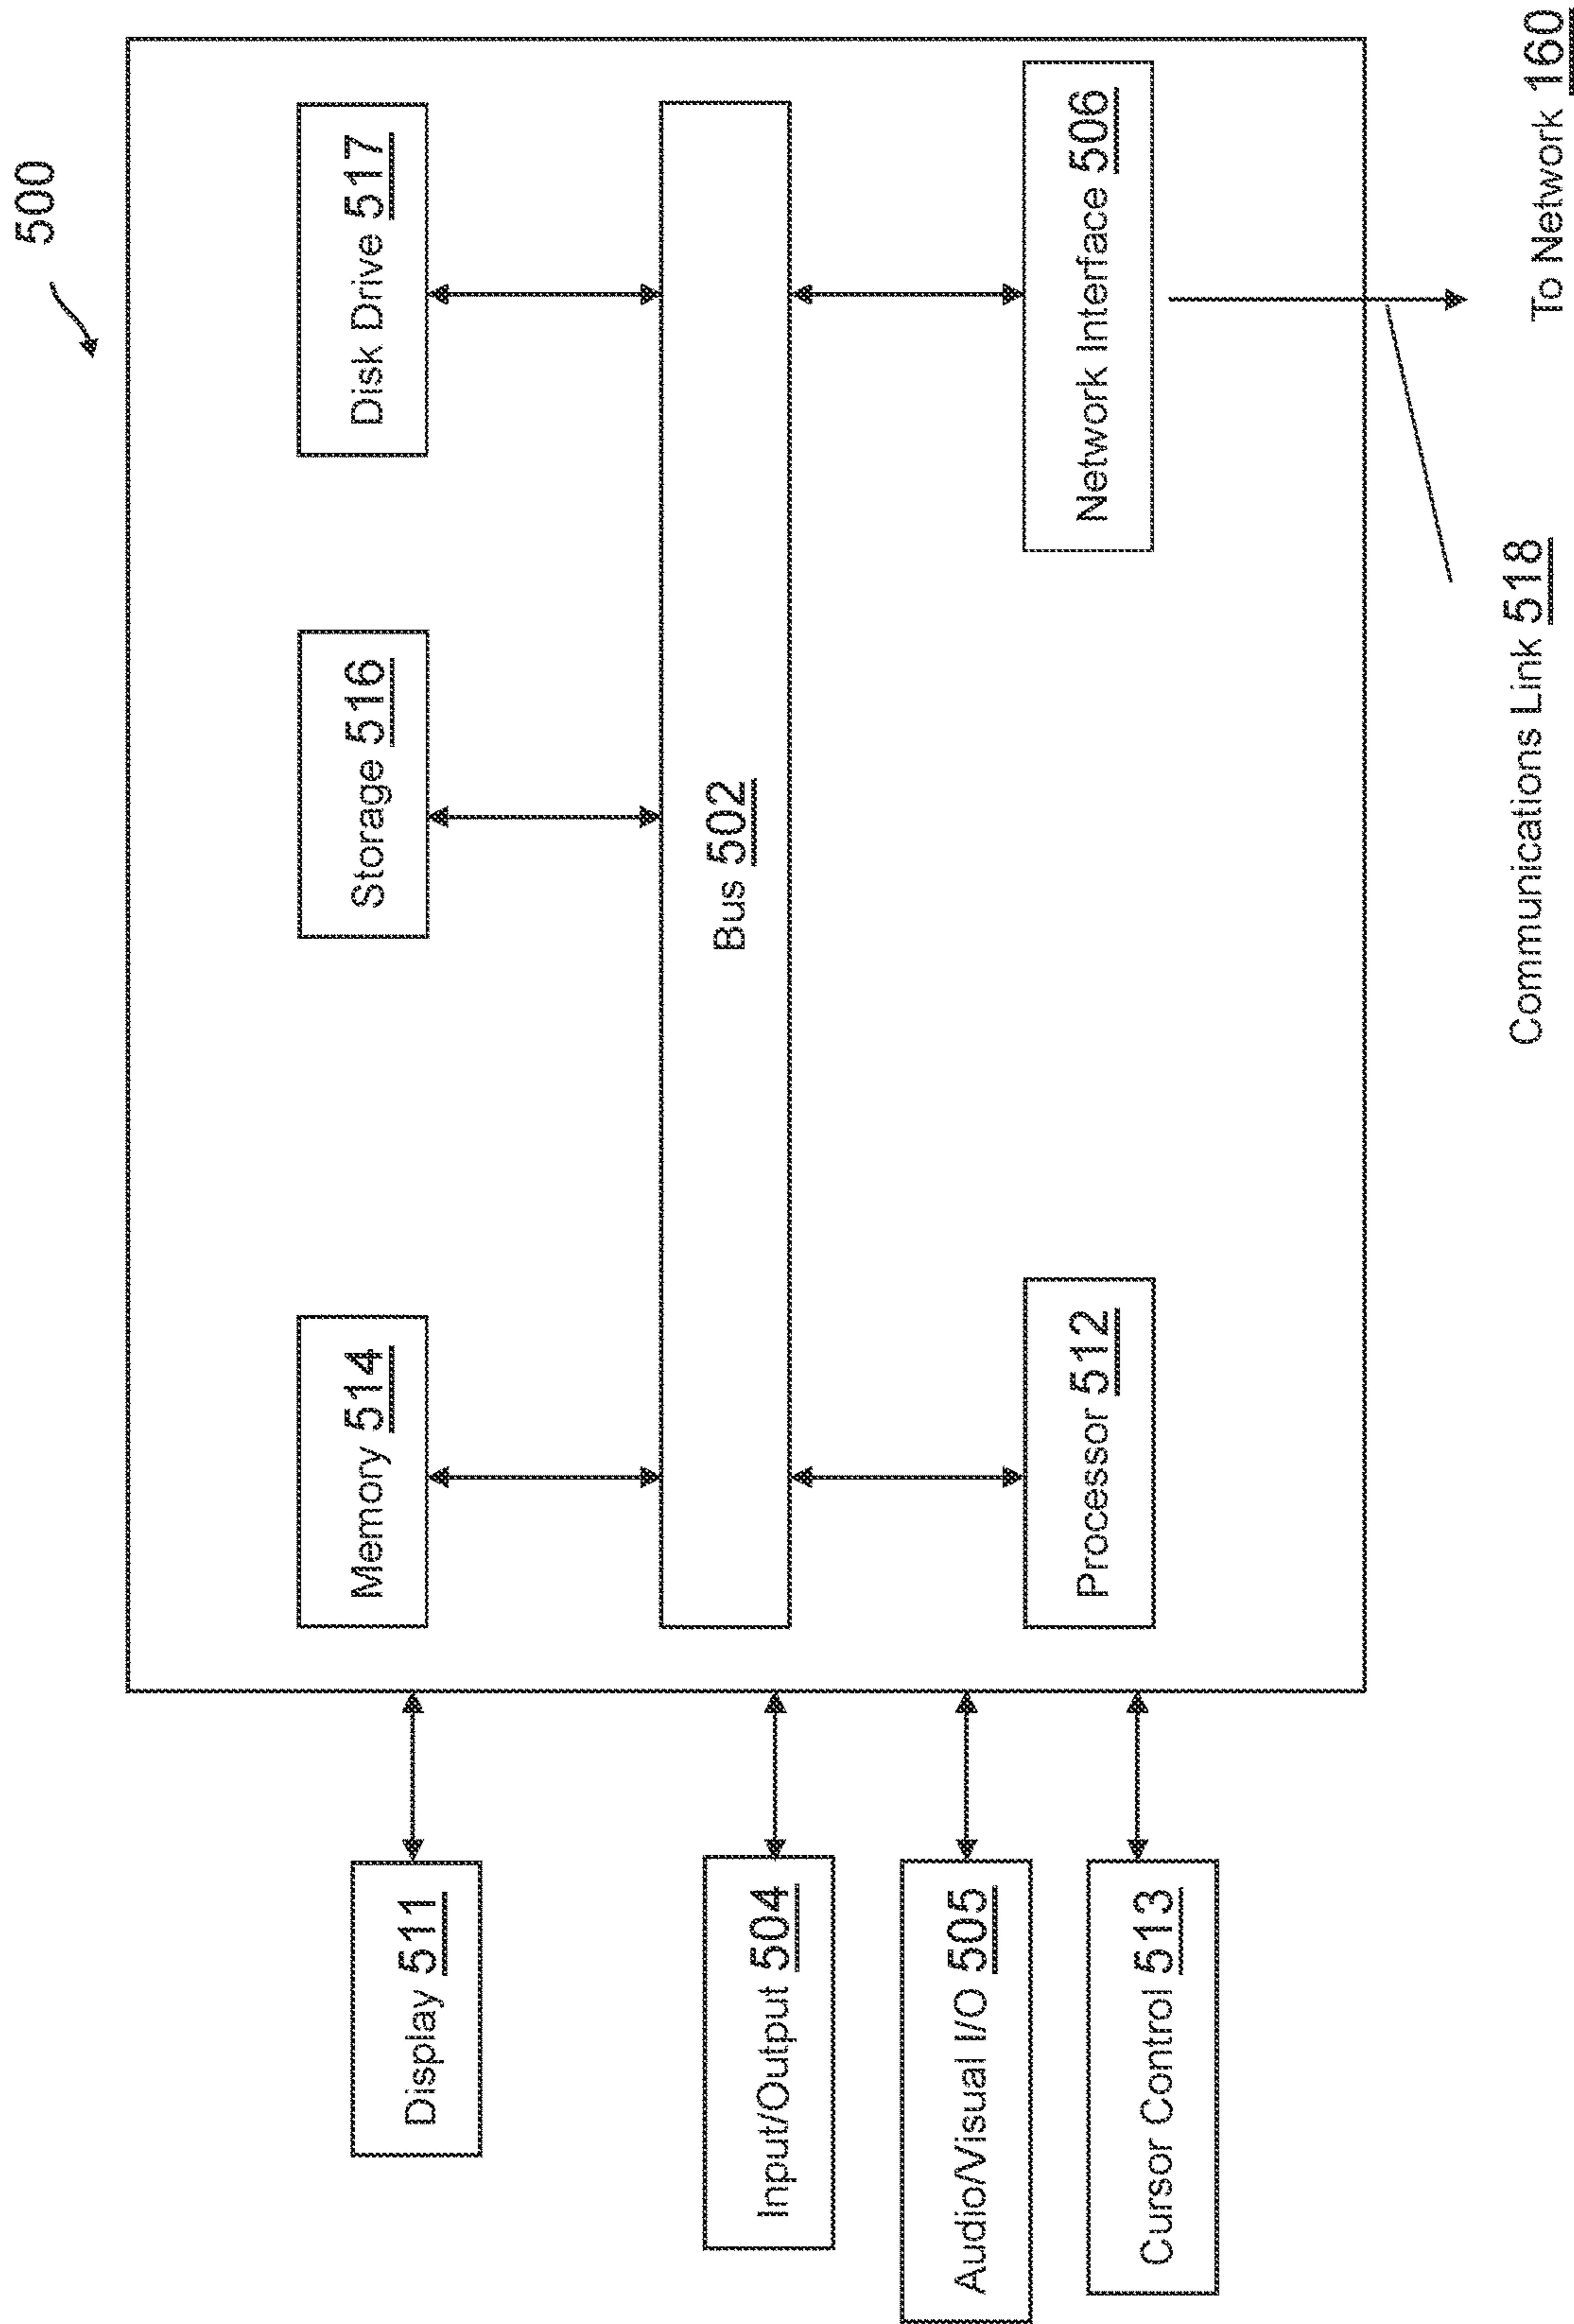 500
Display 511
Memory 514
Storage 516
Disk Drive 517
Input/Output 504
Bus 502
Audio/Visual I/O 505
Cursor Control 513
Processor 512
Network Interface 506
Communications Link 518
To Network 160